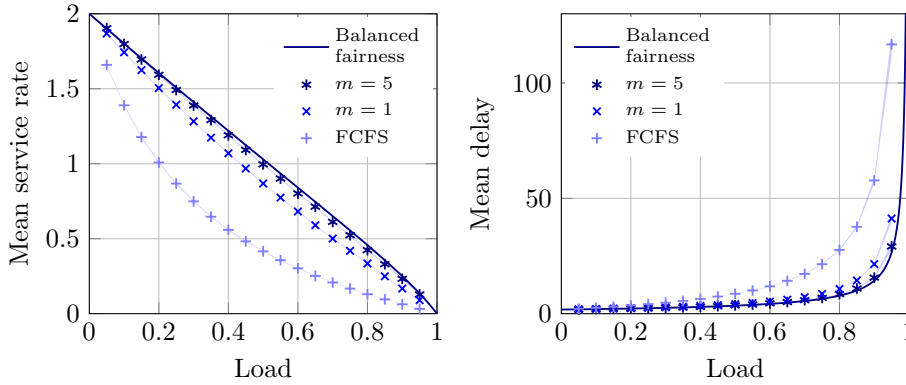 Mean service rate
2
1.5
1
0.5
0
0
0.2
0.4
0.6
0.8
1
Load
Balanced
fairness
m = 5
m = 1
FCFS
Mean delay
100
50
0
0
0.2
0.4
0.6
0.8
1
Load
Balanced
fairness
m = 5
m = 1
FCFS